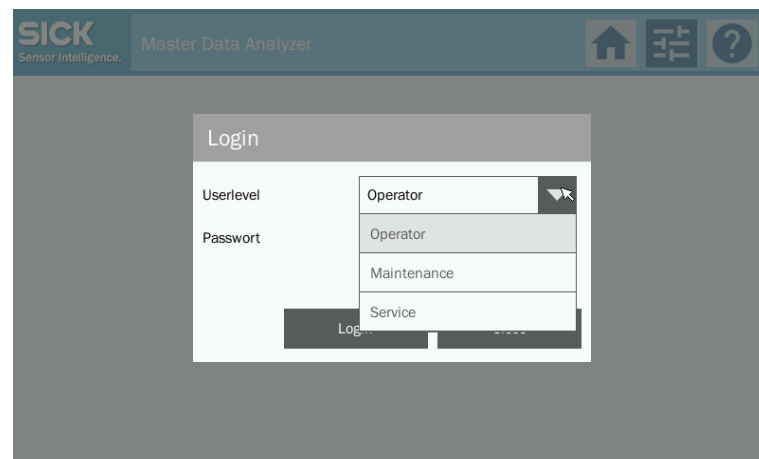 SICK
Sensor Intelligence.
Master Data Analyzer
?
Login
Userlevel
Operator
Passwort
Operator
Maintenance
Service